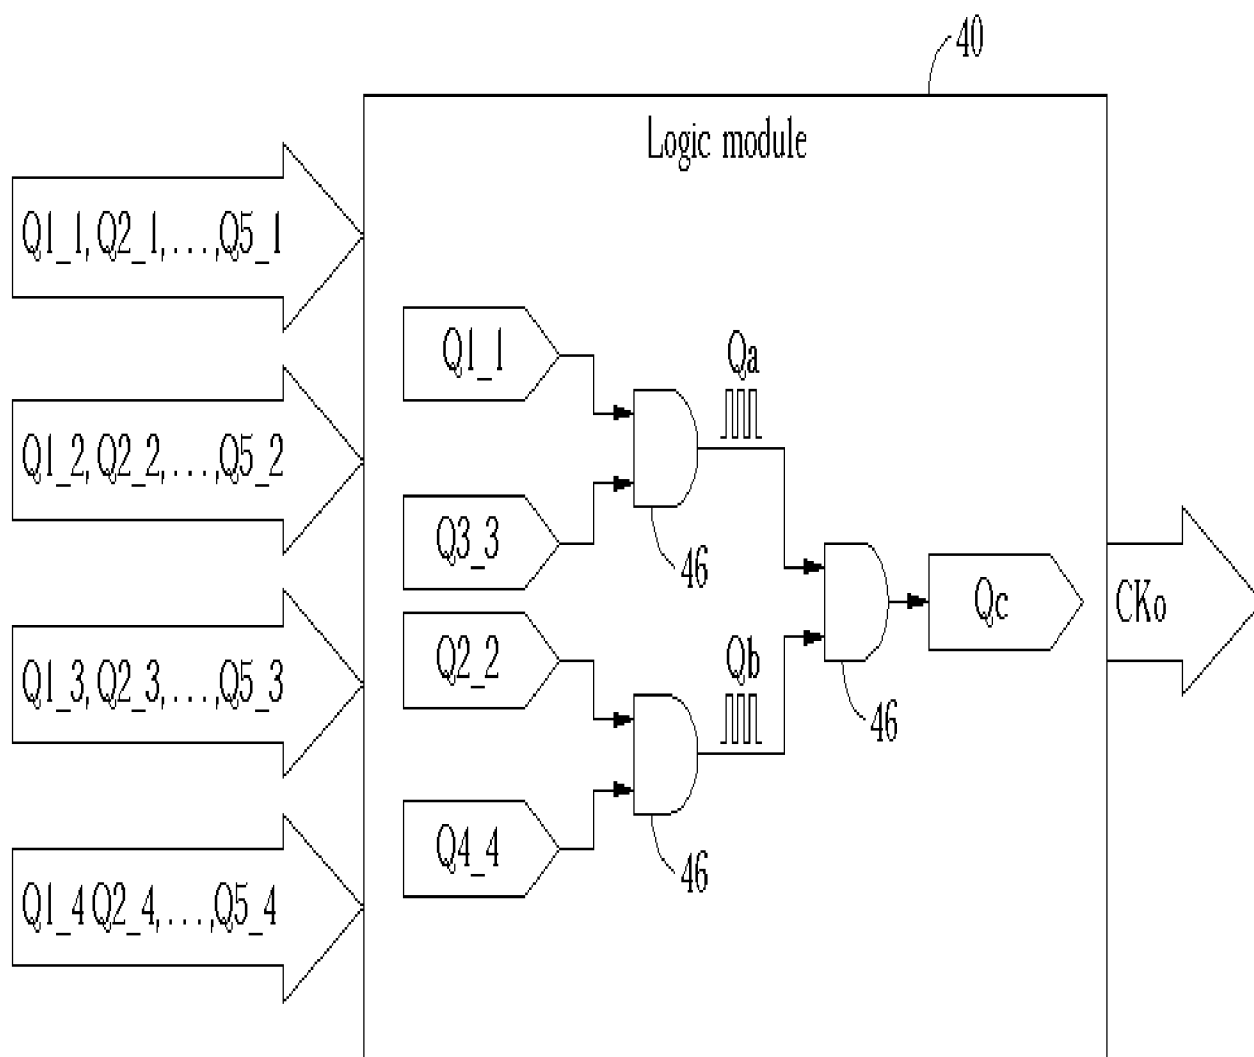 40
Logic module
Q1_1, Q2_1,...,Q5_1
Q1_2, Q2_2,...,Q5_2
Q1_3, Q2_3,...,Q5_3
Q1_4 Q2_4,...,Q5_4
Q1_1
Q3_3
Q2_2
Q4_4
Qa
46
Qb
46
46
Qc
CKo